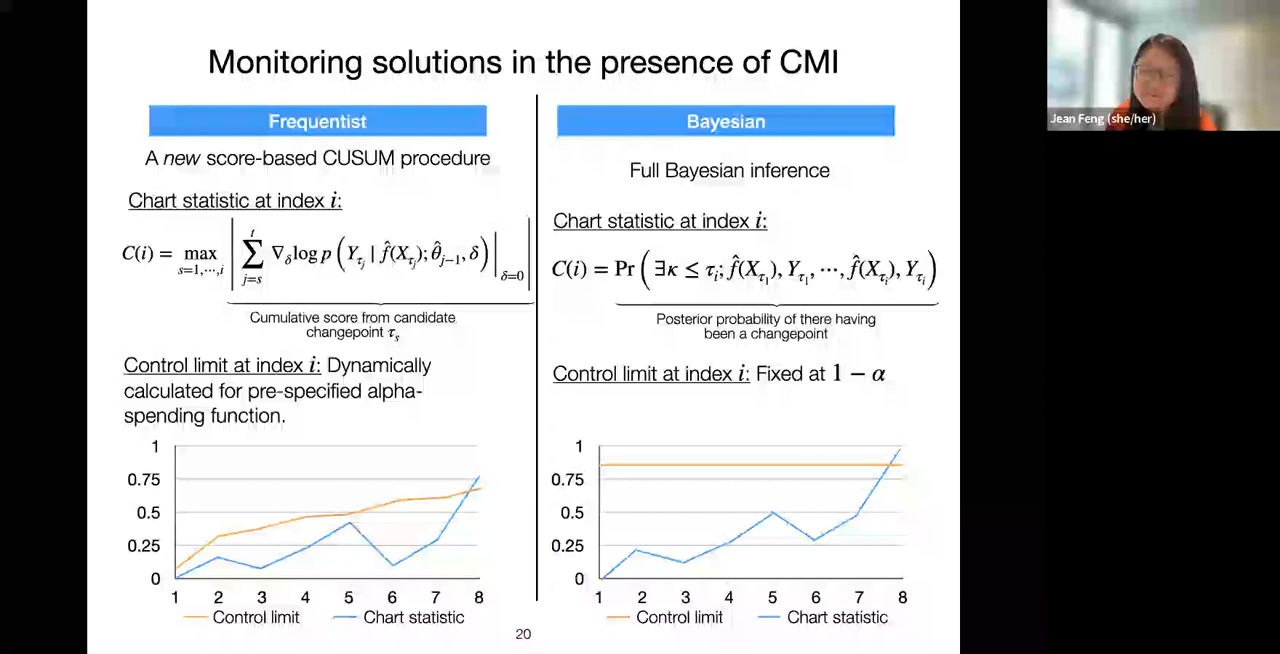 Monitoring solutions in the presence of CMI
Frequentist
A new score-based CUSUM procedure
Chart statistic at index i:
C(i) = max_{s=1,⋯,i} | ∑_{j=s}^{t} ∇_δ log p ( Y_{τ_j} | f̂(X_{τ_j}); θ̂_{j−1}, δ ) |_{δ=0} |
Cumulative score from candidate
changepoint τ_s
Control limit at index i: Dynamically
calculated for pre-specified alpha-
spending function.
1
0.75
0.5
0.25
0
1 2 3 4 5 6 7 8
Control limit Chart statistic
Bayesian
Full Bayesian inference
Chart statistic at index i:
C(i) = Pr ( ∃κ ≤ τ_i; f̂(X_{τ_1}), Y_{τ_1}, ⋯, f̂(X_{τ_i}), Y_{τ_i} )
Posterior probability of there having
been a changepoint
Control limit at index i: Fixed at 1 − α
1
0.75
0.5
0.25
0
1 2 3 4 5 6 7 8
Control limit Chart statistic
20
Jean Feng (she/her)